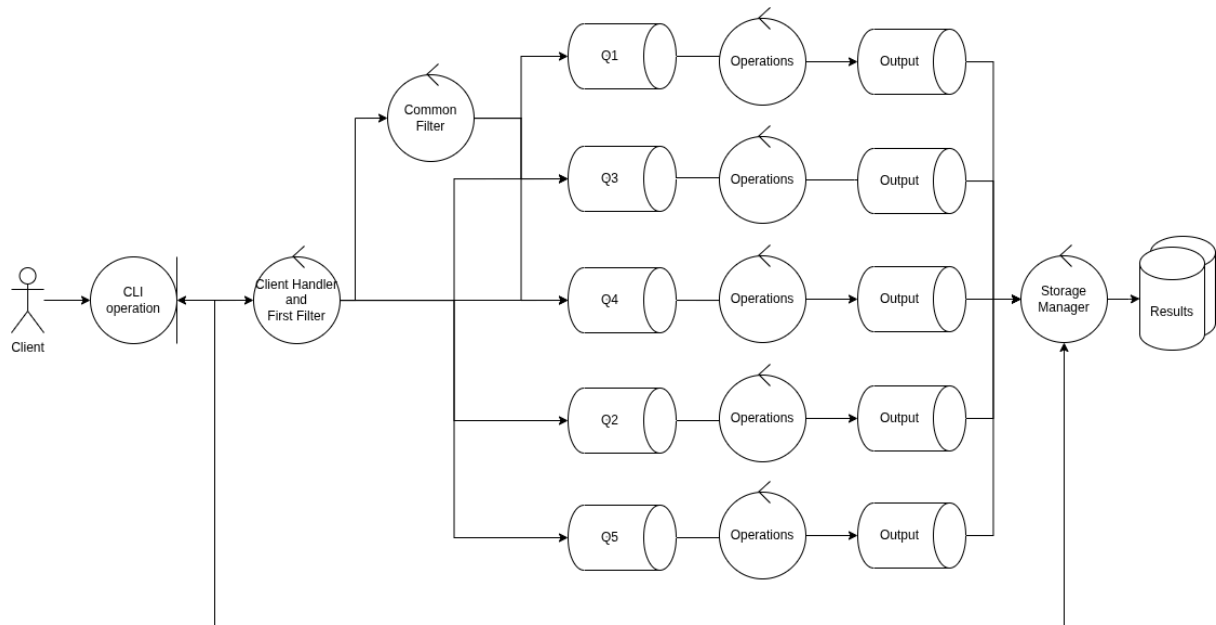 Q1
Operations
Output
Common
Filter
Q3
Operations
Output
Client
CLI
operation
Client Handler
and
First Filter
Q4
Operations
Output
Storage
Manager
Results
Q2
Operations
Output
Q5
Operations
Output